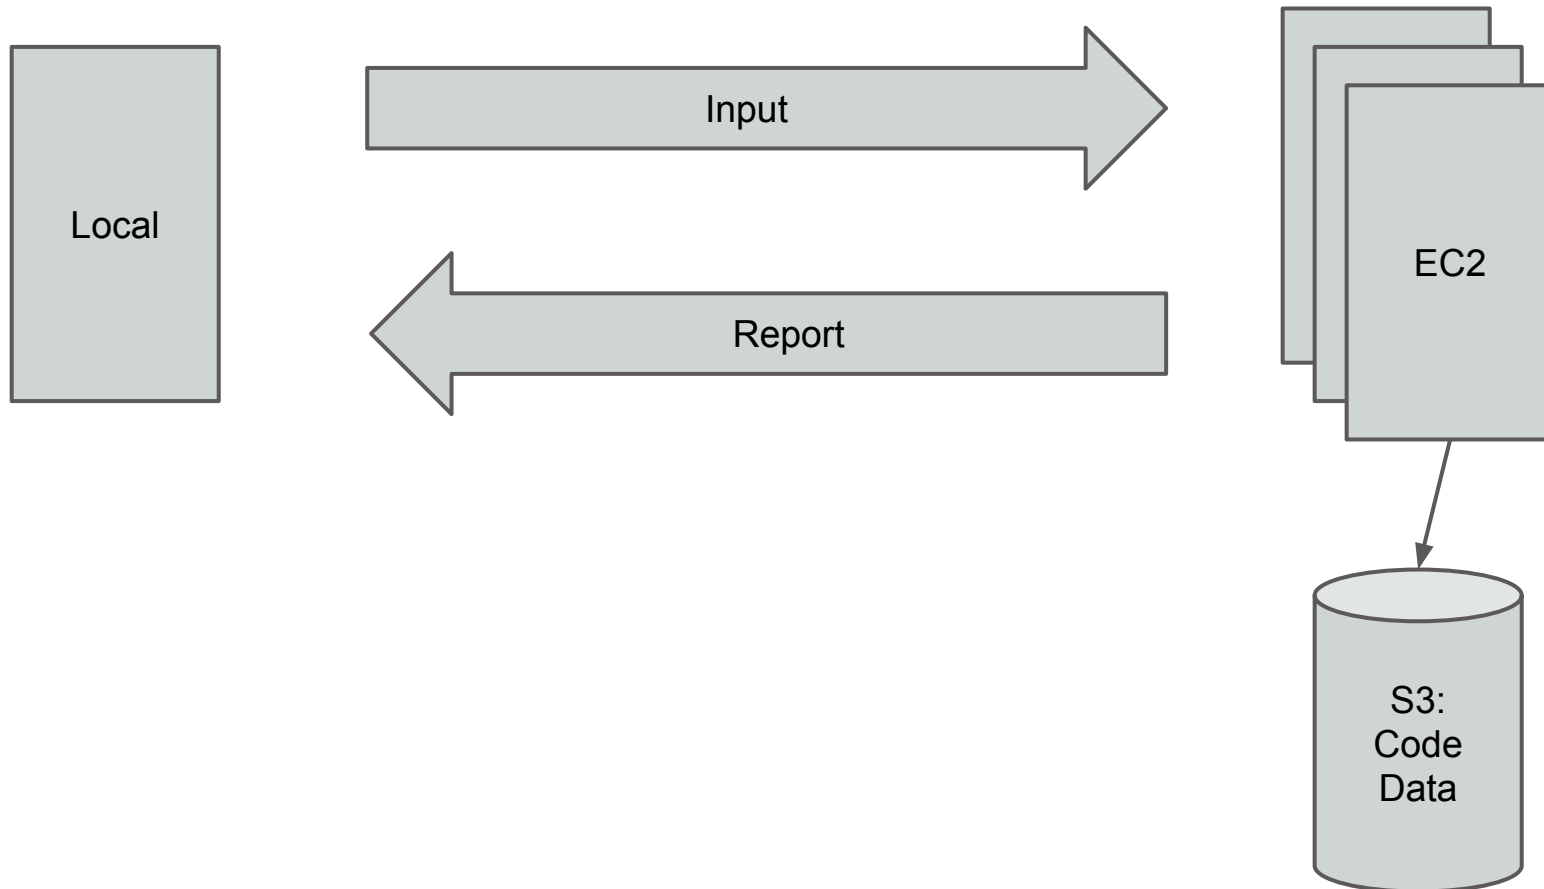 Local
Input
Report
EC2
S3:
Code
Data